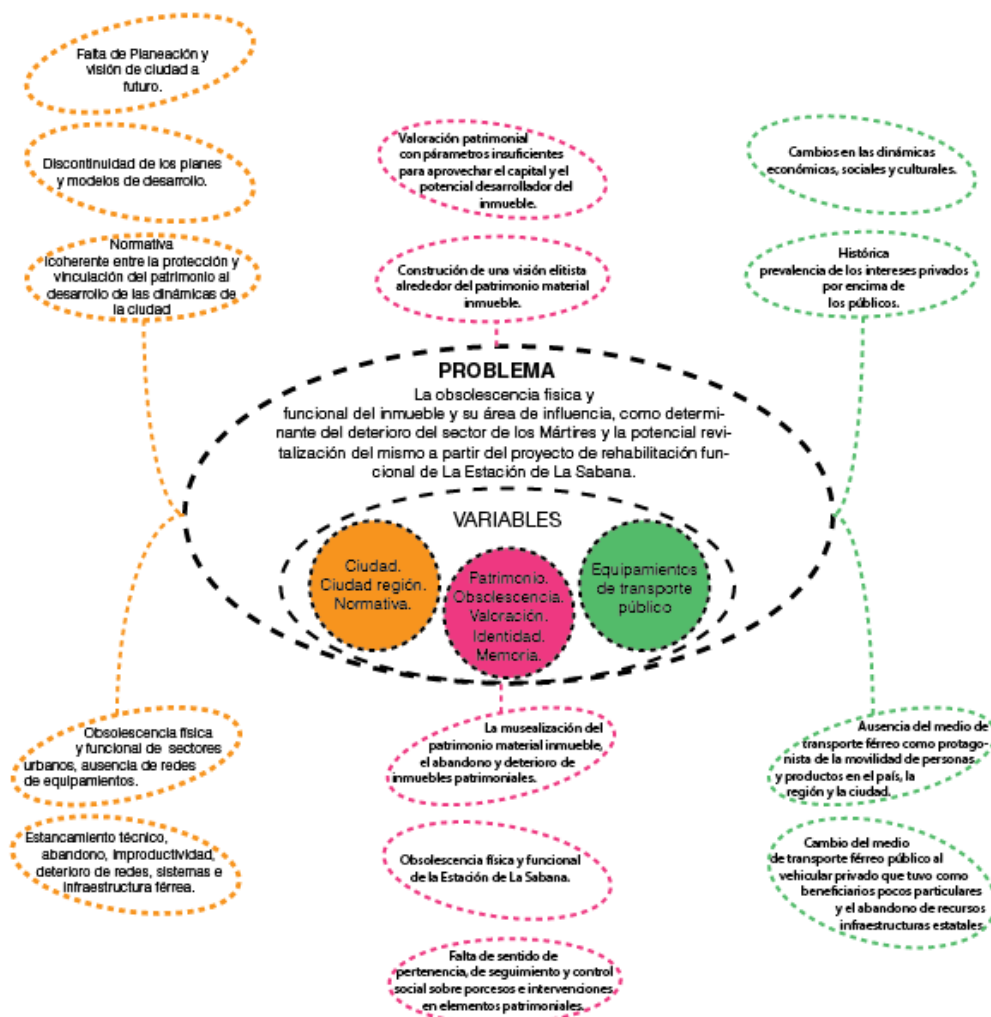 Falta de Planeación y
visión de ciudad a
futuro.
Discontinuidad de los planes
y modelos de desarrollo.
Normativa
Icoherente entre la protección y
vinculación del patrimonio al
desarrollo de las dinámicas de
la ciudad
Valoración patrimonial
con párametros insuficientes
para aprovechar el capital y el
potencial desarrollador del
inmueble.
Construción de una visión elitista
alrededor del patrimonio material
inmueble.
Cambios en las dinámicas
económicas, sociales y culturales.
Histórica
prevalencia de los intereses privados
por encima de
los públicos.
PROBLEMA
La obsolescencia física y
funcional del inmueble y su área de influencia, como determi-
nante del deterioro del sector de los Mártires y la potencial revi-
talización del mismo a partir del proyecto de rehabilitación fun-
cional de La Estación de La Sabana.
VARIABLES
Ciudad.
Ciudad región.
Normativa.
Patrimonio.
Obsolescencia.
Valoración.
Identidad.
Memoria.
Equipamientos
de transporte
público
Obsolescencia física
y funcional de sectores
urbanos, ausencia de redes
de equipamientos.
Estancamiento técnico,
abandono, improductividad,
deterioro de redes, sistemas e
infraestructura férrea.
La musealización del
patrimonio material inmueble,
el abandono y deterioro de
inmuebles patrimoniales.
Obsolescencia física y funcional
de la Estación de La Sabana.
Falta de sentido de
pertenencia, de seguimiento y control
social sobre porcesos e intervenciones
en elementos patrimoniales.
Ausencia del medio de
transporte férreo como protago-
nista de la movilidad de personas
y productos en el país, la
región y la ciudad.
Cambio del medio
de transporte férreo público al
vehicular privado que tuvo como
beneficiarios pocos particulares
y el abandono de recursos
infraestructuras estatales